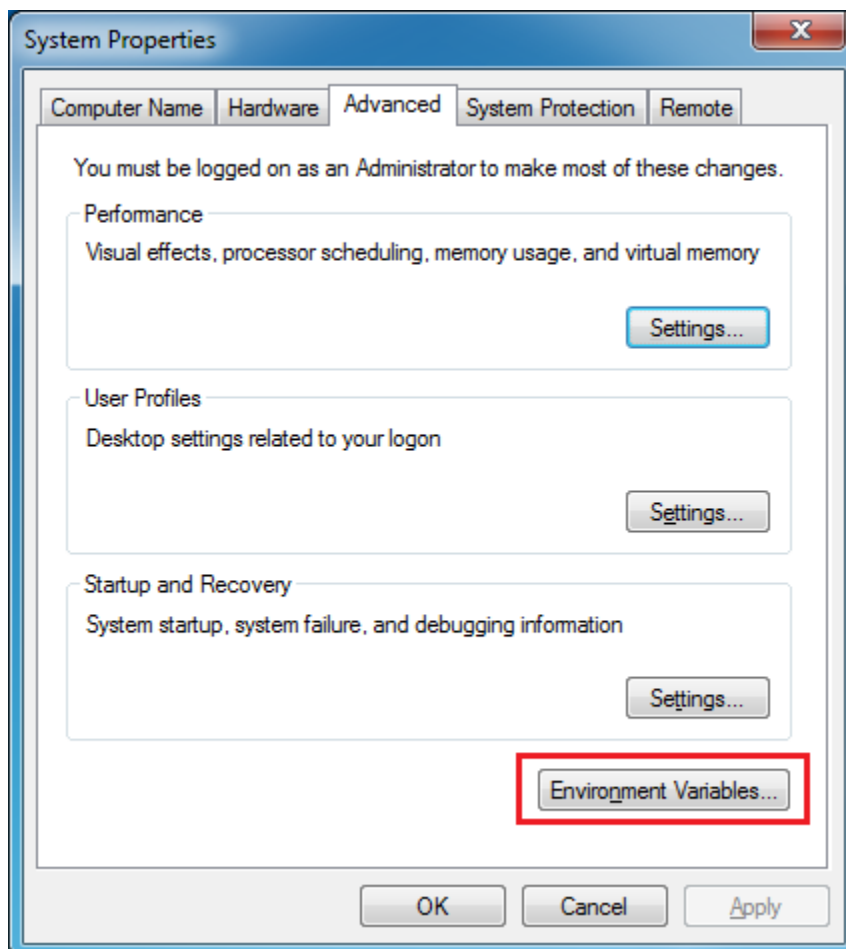 System Properties
Computer Name Hardware Advanced System Protection Remote
You must be logged on as an Administrator to make most of these changes.
Performance
Visual effects, processor scheduling, memory usage, and virtual memory
Settings...
User Profiles
Desktop settings related to your logon
Settings...
Startup and Recovery
System startup, system failure, and debugging information
Settings...
Environment Variables...
OK Cancel Apply